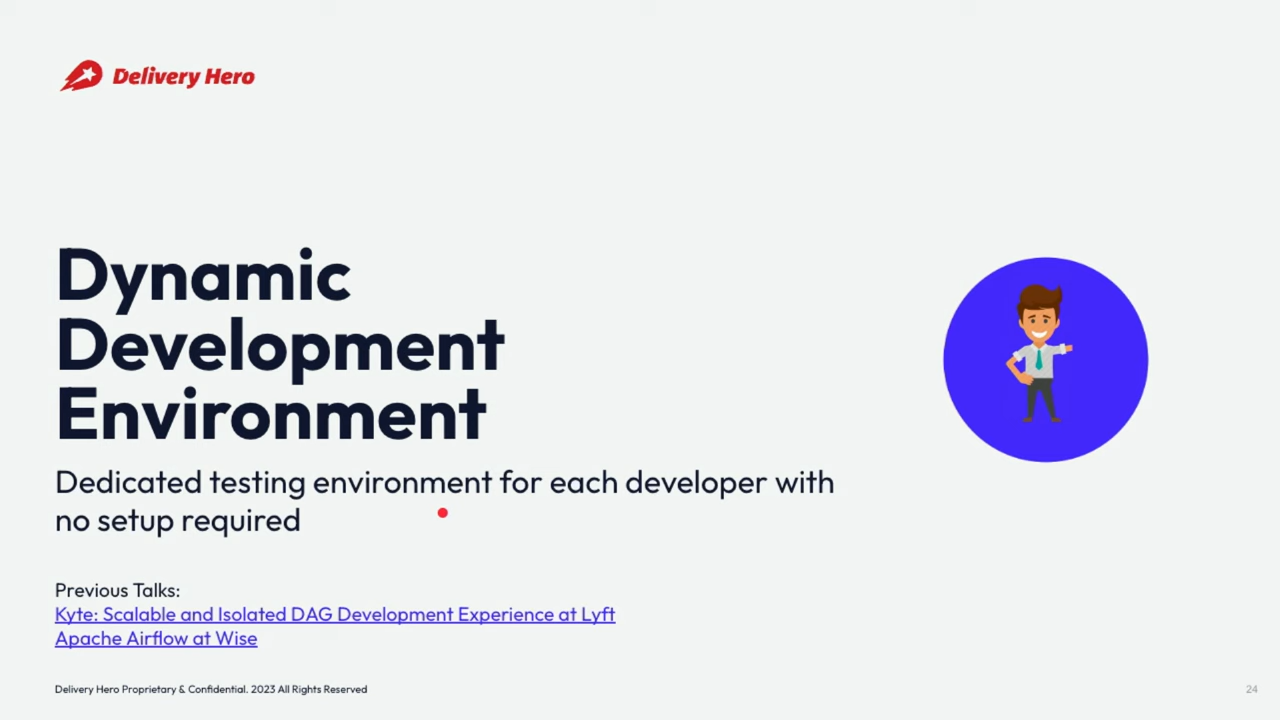 Delivery Hero
Dynamic
Development
Environment
Dedicated testing environment for each developer with
no setup required
Previous Talks:
Kyte: Scalable and Isolated DAG Development Experience at Lyft
Apache Airflow at Wise
Delivery Hero Proprietary & Confidential. 2023 All Rights Reserved
24